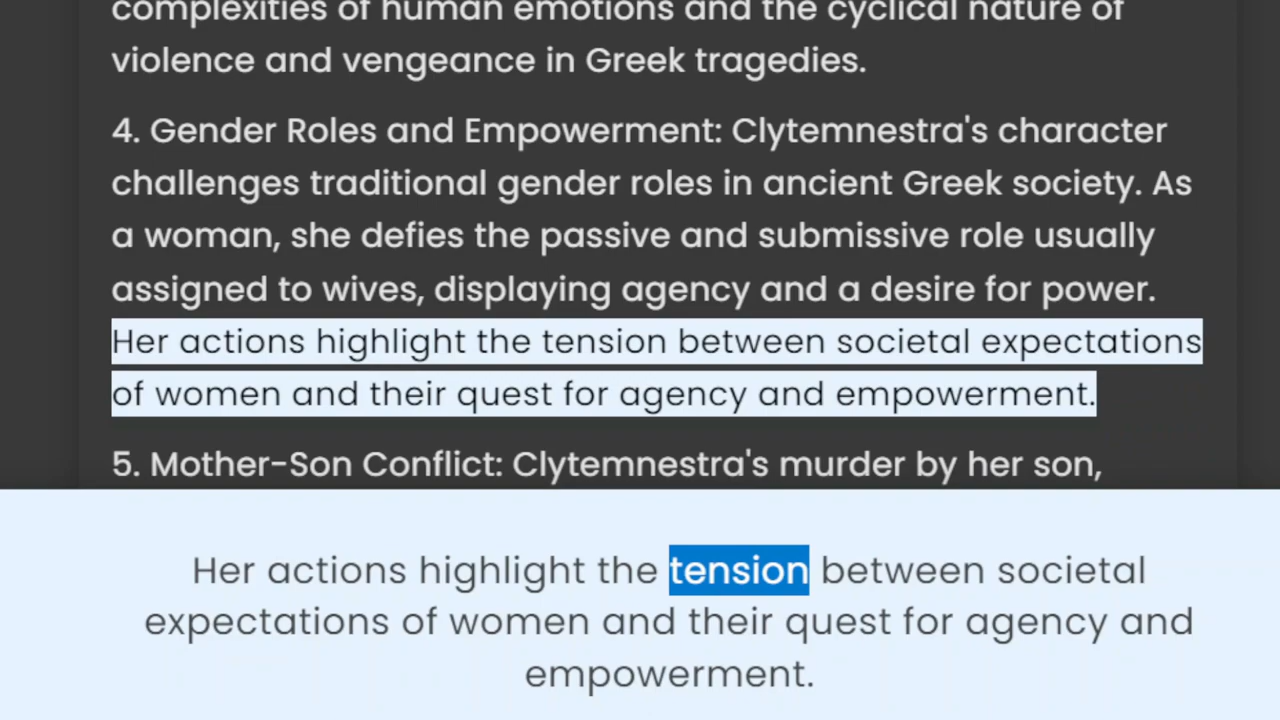 complexities of human emotions and the cyclical nature of
violence and vengeance in Greek tragedies.
4. Gender Roles and Empowerment: Clytemnestra's character
challenges traditional gender roles in ancient Greek society. As
a woman, she defies the passive and submissive role usually
assigned to wives, displaying agency and a desire for power.
Her actions highlight the tension between societal expectations
of women and their quest for agency and empowerment.
5. Mother-Son Conflict: Clytemnestra's murder by her son,
Her actions highlight the tension between societal
expectations of women and their quest for agency and
empowerment.